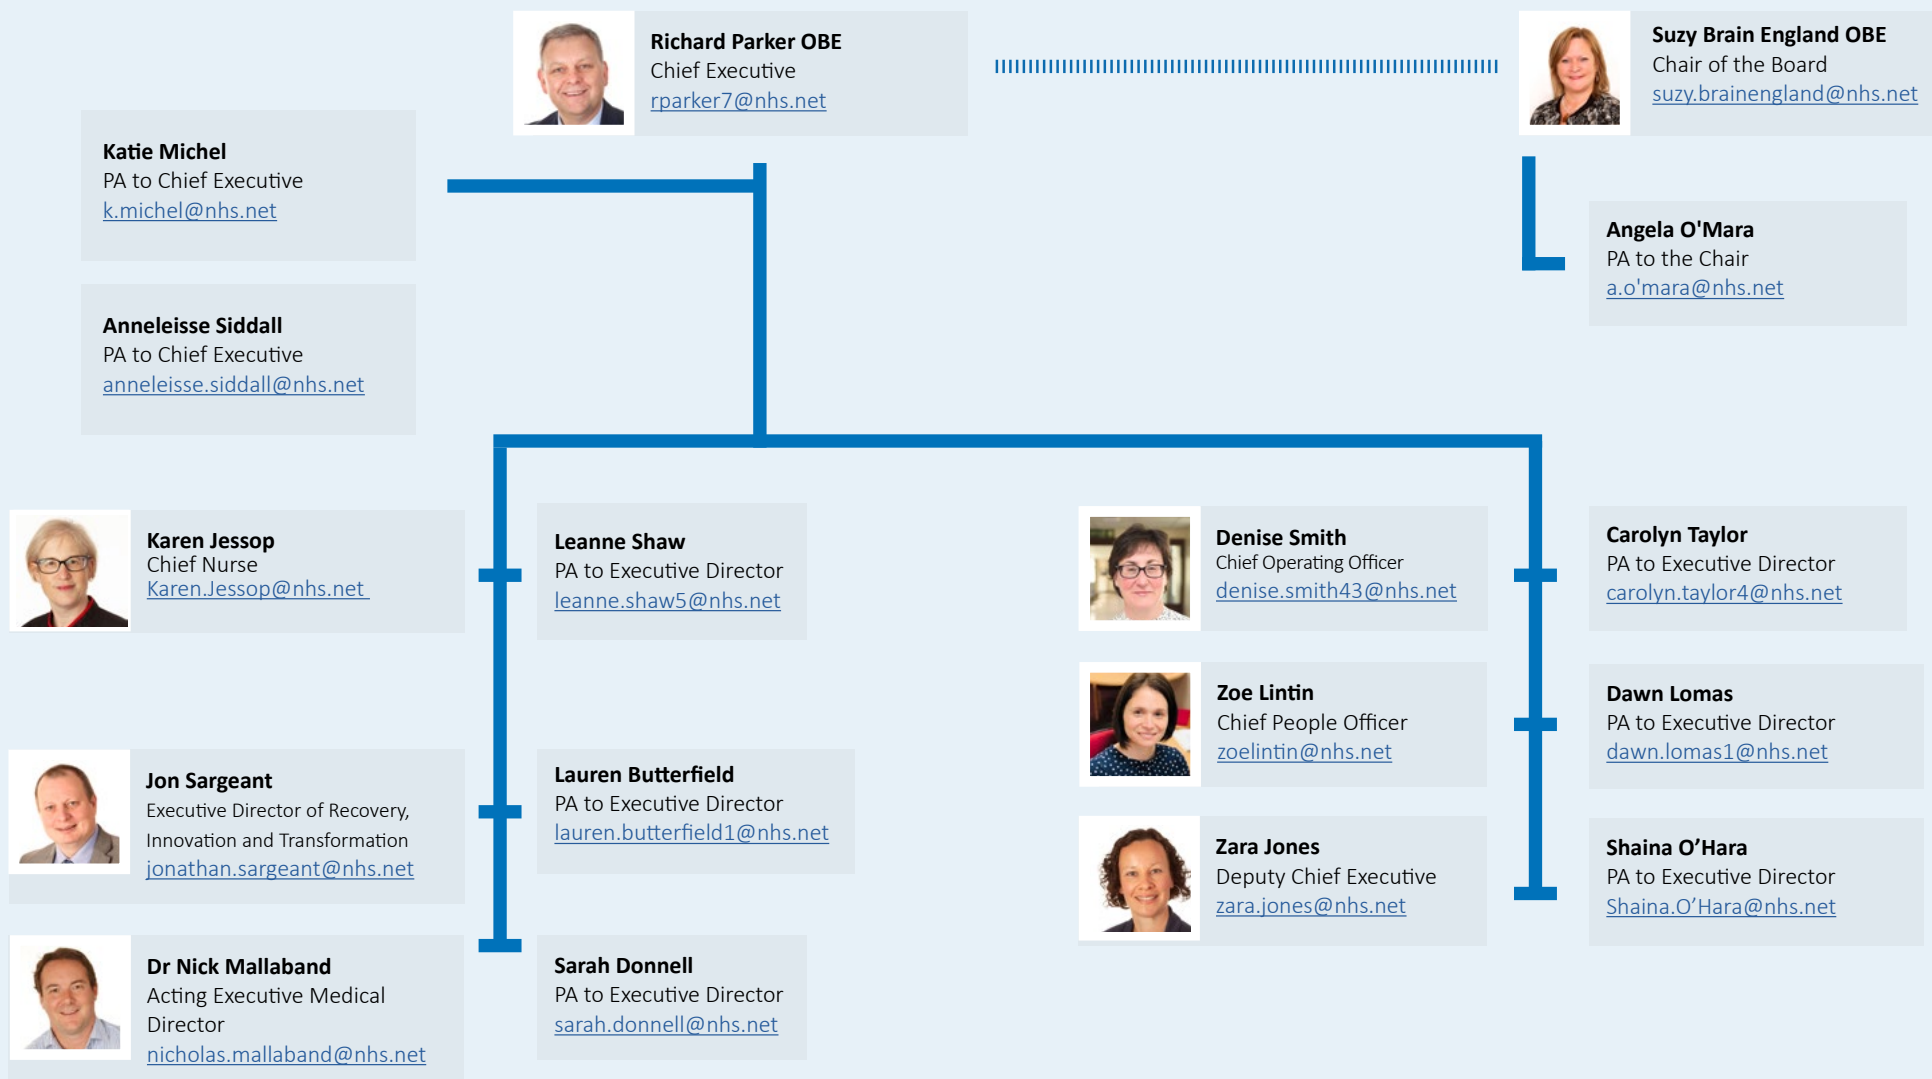 Richard Parker OBE
Chief Executive
rparker7@nhs.net
Suzy Brain England OBE
Chair of the Board
suzy.brainengland@nhs.net
Katie Michel
PA to Chief Executive
k.michel@nhs.net
Angela O'Mara
PA to the Chair
a.o'mara@nhs.net
Anneleisse Siddall
PA to Chief Executive
anneleisse.siddall@nhs.net
Karen Jessop
Chief Nurse
Karen.Jessop@nhs.net
Leanne Shaw
PA to Executive Director
leanne.shaw5@nhs.net
Denise Smith
Chief Operating Officer
denise.smith43@nhs.net
Carolyn Taylor
PA to Executive Director
carolyn.taylor4@nhs.net
Zoe Lintin
Chief People Officer
zoelintin@nhs.net
Dawn Lomas
PA to Executive Director
dawn.lomas1@nhs.net
Jon Sargeant
Executive Director of Recovery,
Innovation and Transformation
jonathan.sargeant@nhs.net
Lauren Butterfield
PA to Executive Director
lauren.butterfield1@nhs.net
Zara Jones
Deputy Chief Executive
zara.jones@nhs.net
Shaina O’Hara
PA to Executive Director
Shaina.O’Hara@nhs.net
Dr Nick Mallaband
Acting Executive Medical
Director
nicholas.mallaband@nhs.net
Sarah Donnell
PA to Executive Director
sarah.donnell@nhs.net